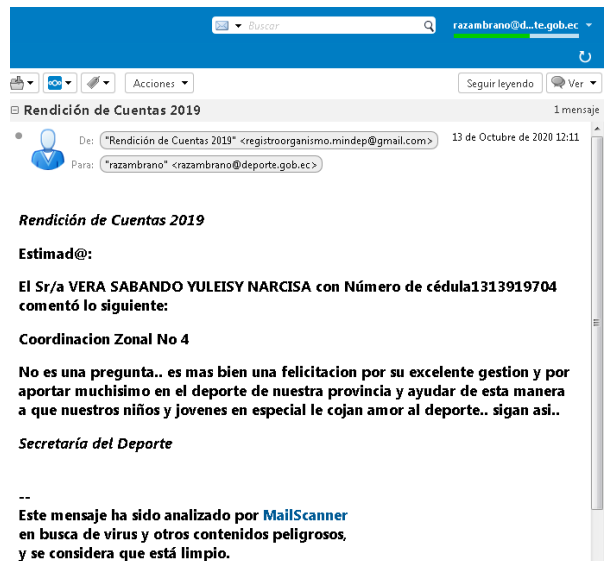 Buscar
razambrano@d...te.gob.ec
Acciones
Seguir leyendo
Ver
Rendición de Cuentas 2019
1 mensaje
De: "Rendición de Cuentas 2019" <registroorganismo.mindep@gmail.com>
13 de Octubre de 2020 12:11
Para: "razambrano" <razambrano@deporte.gob.ec>
Rendición de Cuentas 2019
Estimad@:
El Sr/a VERA SABANDO YULEISY NARCISA con Número de cédula1313919704
comentó lo siguiente:
Coordinacion Zonal No 4
No es una pregunta.. es mas bien una felicitacion por su excelente gestion y por
aportar muchisimo en el deporte de nuestra provincia y ayudar de esta manera
a que nuestros niños y jovenes en especial le cojan amor al deporte.. sigan asi..
Secretaría del Deporte
--
Este mensaje ha sido analizado por MailScanner
en busca de virus y otros contenidos peligrosos,
y se considera que está limpio.